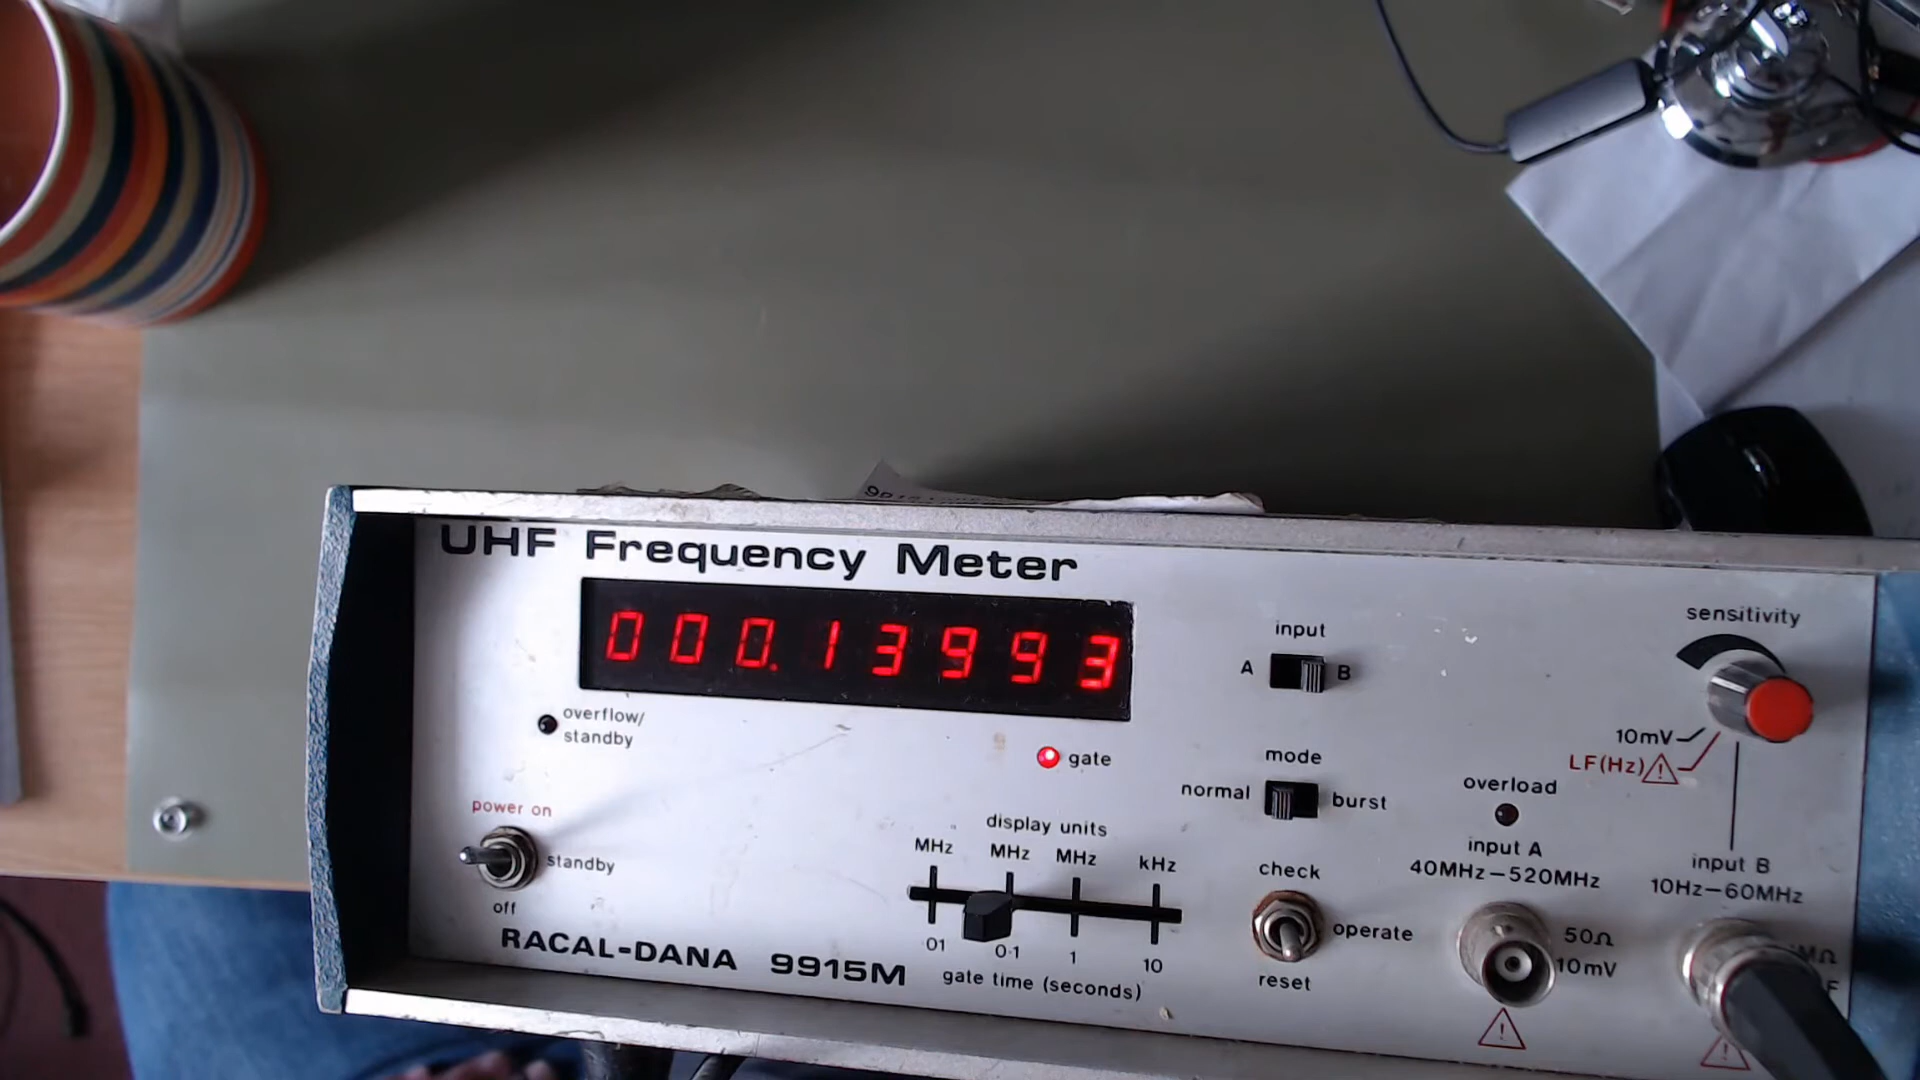 UHF Frequency Meter
000.13993
overflow/
standby
gate
power on
standby
off
display units
MHz MHz MHz kHz
01 0·1 1 10
gate time (seconds)
RACAL-DANA 9915M
input
A B
mode
normal burst
check
operate
reset
sensitivity
10mV
LF(Hz)
overload
input A
40MHz–520MHz
50Ω
10mV
input B
10Hz–60MHz
MΩ